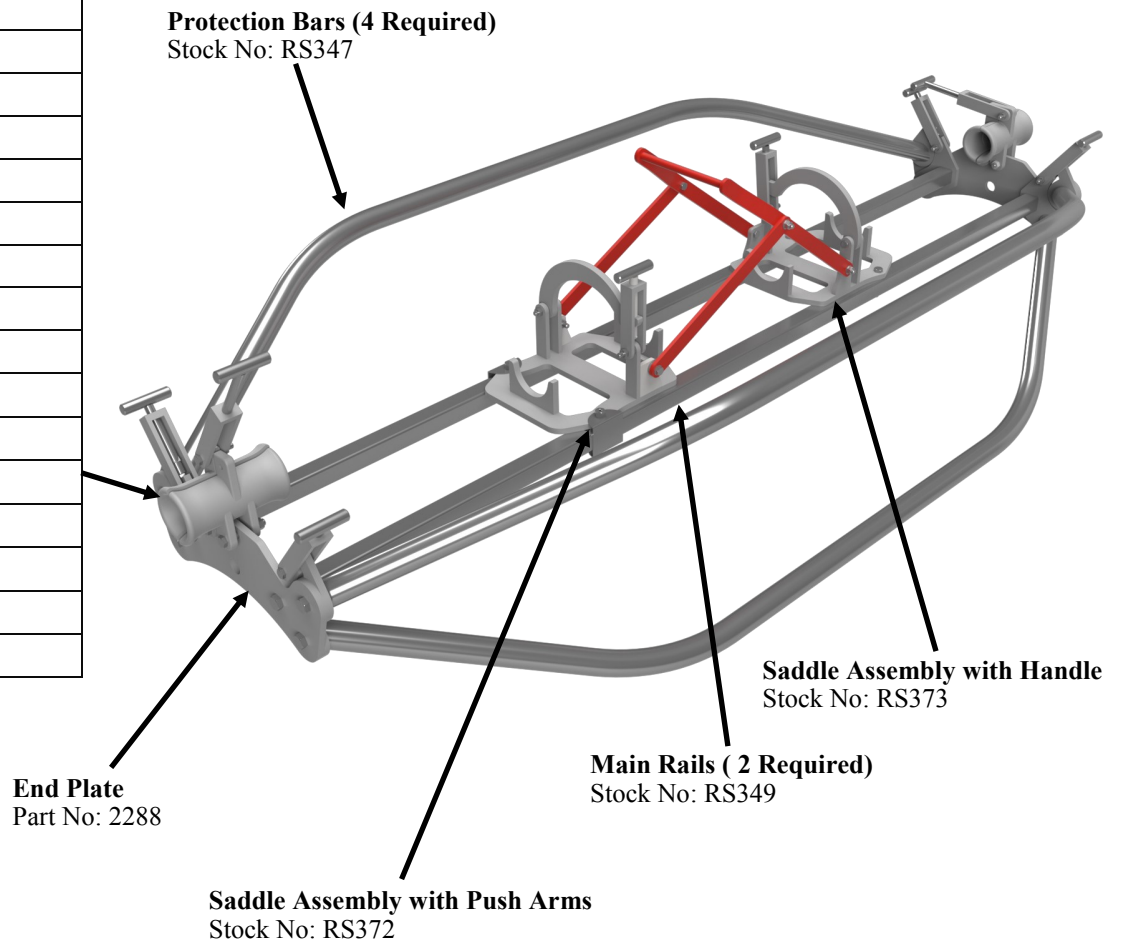 Protection Bars (4 Required)
Stock No: RS347
Saddle Assembly with Handle
Stock No: RS373
Main Rails ( 2 Required)
Stock No: RS349
End Plate
Part No: 2288
Saddle Assembly with Push Arms
Stock No: RS372